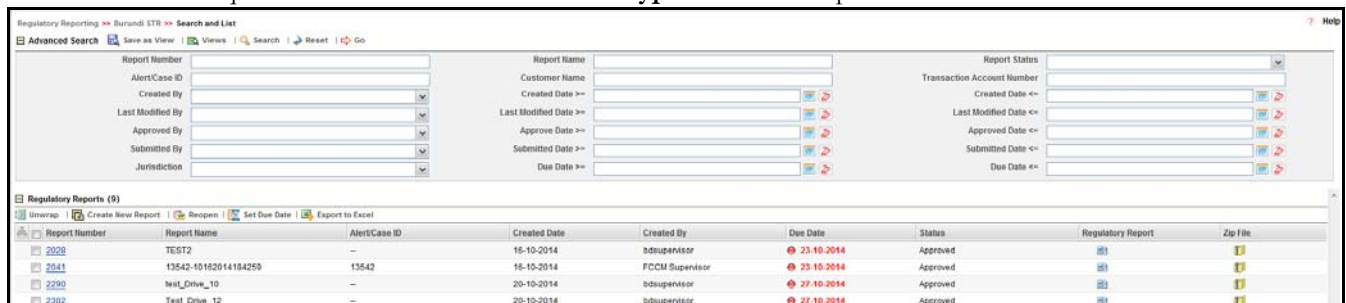 Regulatory Reporting >> Burundi STR >> Search and List
? Help
Advanced Search Save as View | Views | Search | Reset | Go
Report Number Report Name Report Status
Alert/Case ID Customer Name Transaction Account Number
Created By Created Date >= Created Date <=
Last Modified By Last Modified Date >= Last Modified Date <=
Approved By Approve Date >= Approved Date <=
Submitted By Submitted Date >= Submitted Date <=
Jurisdiction Due Date >= Due Date <=
Regulatory Reports (9)
Unwrap | Create New Report | Reopen | Set Due Date | Export to Excel
Report Number Report Name Alert/Case ID Created Date Created By Due Date Status Regulatory Report Zip File
2028 TEST2 -- 16-10-2014 bdsupervisor 23-10-2014 Approved
2041 13542-10162014184259 13542 16-10-2014 FCCM Supervisor 23-10-2014 Approved
2290 test_Drive_10 -- 20-10-2014 bdsupervisor 27-10-2014 Approved
2302 Test_Drive_12 -- 20-10-2014 bdsupervisor 27-10-2014 Approved